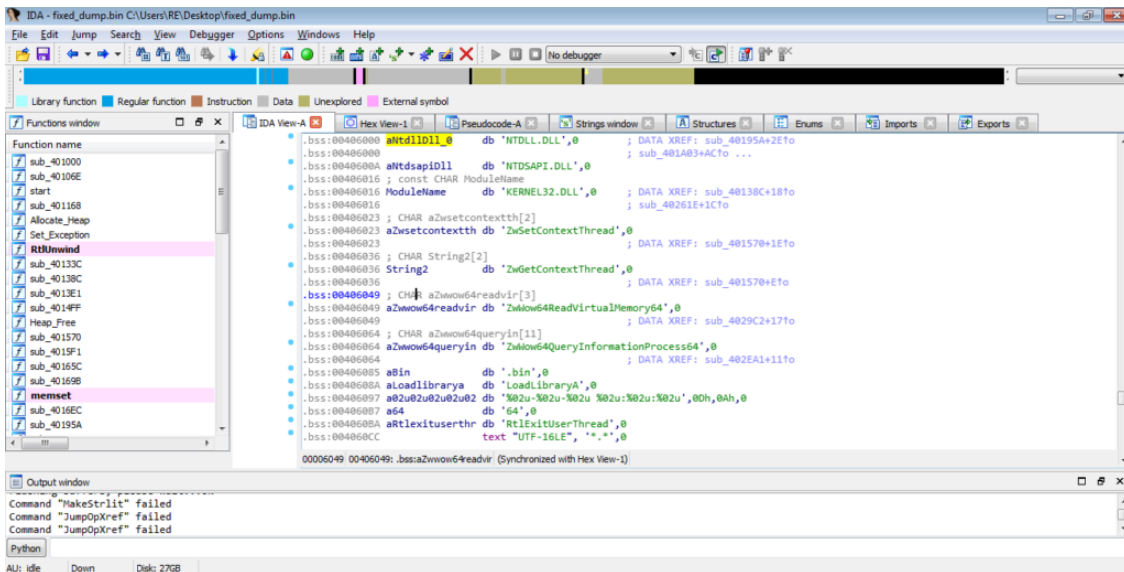 IDA - fixed_dump.bin C:\Users\RE\Desktop\fixed_dump.bin
File Edit Jump Search View Debugger Options Windows Help
No debugger
Library function Regular function Instruction Data Unexplored External symbol
Functions window
IDA View-A Hex View-1 Pseudocode-A Strings window Structures Enums Imports Exports
Function name
sub_401000
sub_40106E
start
sub_401168
Allocate_Heap
Set_Exception
RtlUnwind
sub_40133C
sub_40138C
sub_4013E1
sub_4014FF
Heap_Free
sub_401570
sub_4015F1
sub_40165C
sub_40169B
memset
sub_4016EC
sub_40195A
.bss:00406000 aNtdllDll_0 db 'NTDLL.DLL',0 ; DATA XREF: sub_40195A+2E↑o
.bss:00406000 ; sub_401A03+AC↑o ...
.bss:0040600A aNtdsapiDll db 'NTDSAPI.DLL',0
.bss:00406016 ; const CHAR ModuleName
.bss:00406016 ModuleName db 'KERNEL32.DLL',0 ; DATA XREF: sub_40138C+18↑o
.bss:00406016 ; sub_40261E+1C↑o
.bss:00406023 ; CHAR aZwsetcontextth[2]
.bss:00406023 aZwsetcontextth db 'ZwSetContextThread',0
.bss:00406023 ; DATA XREF: sub_401570+1E↑o
.bss:00406036 ; CHAR String2[2]
.bss:00406036 String2 db 'ZwGetContextThread',0
.bss:00406036 ; DATA XREF: sub_401570+E↑o
.bss:00406049 ; CHAR aZwwow64readvir[3]
.bss:00406049 aZwwow64readvir db 'ZwWow64ReadVirtualMemory64',0
.bss:00406049 ; DATA XREF: sub_4029C2+17↑o
.bss:00406064 ; CHAR aZwwow64queryin[11]
.bss:00406064 aZwwow64queryin db 'ZwWow64QueryInformationProcess64',0
.bss:00406064 ; DATA XREF: sub_402EA1+11↑o
.bss:00406085 aBin db '.bin',0
.bss:0040608A aLoadlibrarya db 'LoadLibraryA',0
.bss:00406097 a02u02u02u02u02 db '%02u-%02u-%02u %02u:%02u:%02u',0Dh,0Ah,0
.bss:004060B7 a64 db '64',0
.bss:004060BA aRtlexituserthr db 'RtlExitUserThread',0
.bss:004060CC text "UTF-16LE", '*.*',0
00006049 00406049: .bss:aZwwow64readvir (Synchronized with Hex View-1)
Output window
Command "MakeStrlit" failed
Command "JumpOpXref" failed
Command "JumpOpXref" failed
Python
AU: idle Down Disk: 27GB